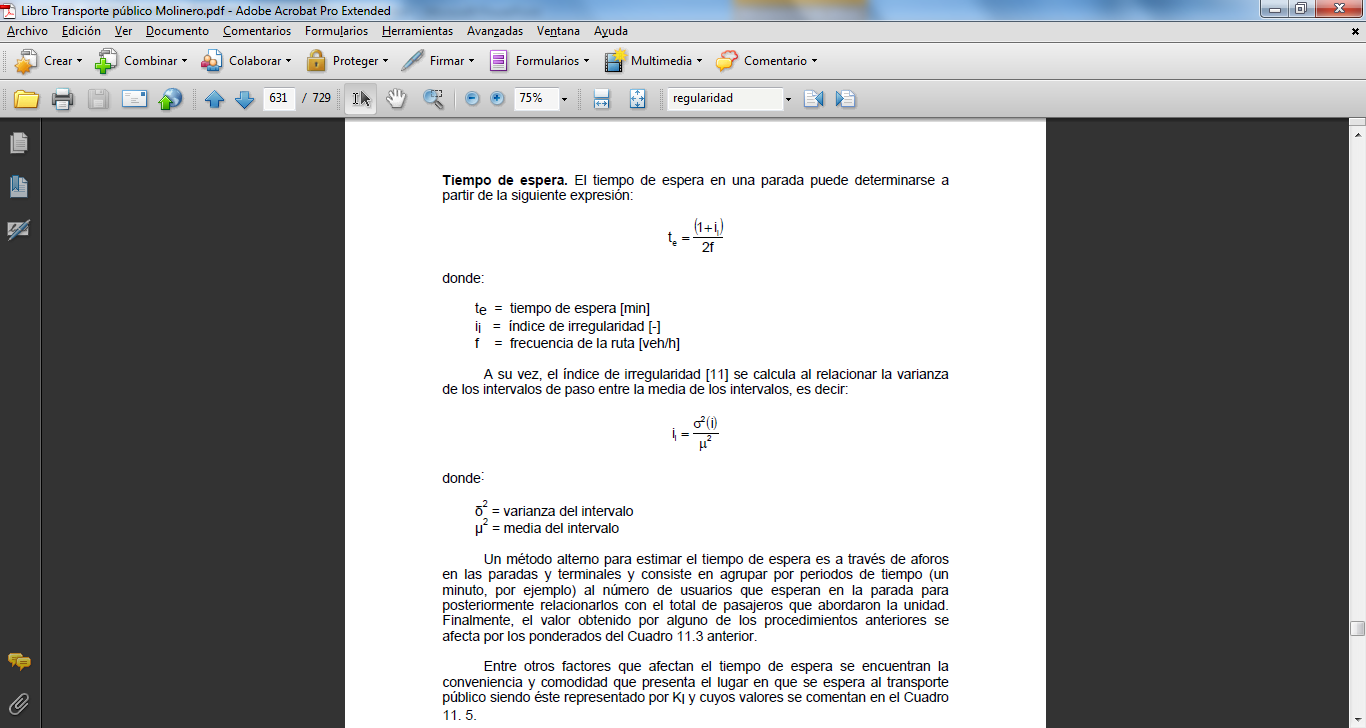 Libro Transporte público Molinero.pdf - Adobe Acrobat Pro Extended
Archivo Edición Ver Documento Comentarios Formularios Herramientas Avanzadas Ventana Ayuda
Crear Combinar Colaborar Proteger Firmar Formularios Multimedia Comentario
631 / 729 75% regularidad
Tiempo de espera. El tiempo de espera en una parada puede determinarse a
partir de la siguiente expresión:
te = (1+ii)
2f
donde:
te = tiempo de espera [min]
ii = índice de irregularidad [-]
f = frecuencia de la ruta [veh/h]
A su vez, el índice de irregularidad [11] se calcula al relacionar la varianza
de los intervalos de paso entre la media de los intervalos, es decir:
ii = σ²(i)
μ²
donde:
δ² = varianza del intervalo
μ² = media del intervalo
Un método alterno para estimar el tiempo de espera es a través de aforos
en las paradas y terminales y consiste en agrupar por periodos de tiempo (un
minuto, por ejemplo) al número de usuarios que esperan en la parada para
posteriormente relacionarlos con el total de pasajeros que abordaron la unidad.
Finalmente, el valor obtenido por alguno de los procedimientos anteriores se
afecta por los ponderados del Cuadro 11.3 anterior.
Entre otros factores que afectan el tiempo de espera se encuentran la
conveniencia y comodidad que presenta el lugar en que se espera al transporte
público siendo éste representado por Kl y cuyos valores se comentan en el Cuadro
11. 5.